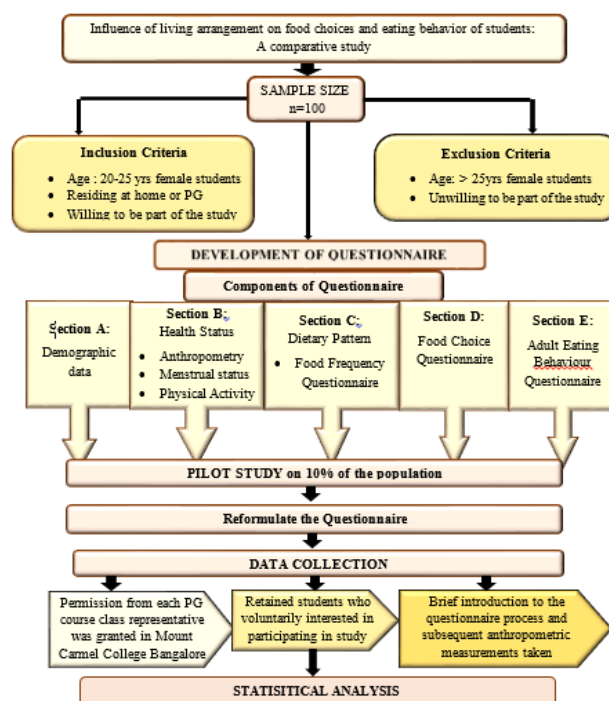 Influence of living arrangement on food choices and eating behavior of students:
A comparative study
SAMPLE SIZE
n=100
Inclusion Criteria
• Age : 20-25 yrs female students
• Residing at home or PG
• Willing to be part of the study
Exclusion Criteria
• Age: > 25yrs female students
• Unwilling to be part of the study
DEVELOPMENT OF QUESTIONNAIRE
Components of Questionnaire
Section A:
Demographic
data
Section B:
Health Status
• Anthropometry
• Menstrual status
• Physical Activity
Section C:
Dietary Pattern
• Food Frequency
Questionnaire
Section D:
Food Choice
Questionnaire
Section E:
Adult Eating
Behaviour
Questionnaire
PILOT STUDY on 10% of the population
Reformulate the Questionnaire
DATA COLLECTION
Permission from each PG
course class representative
was granted in Mount
Carmel College Bangalore
Retained students who
voluntarily interested in
participating in study
Brief introduction to the
questionnaire process and
subsequent anthropometric
measurements taken
STATISITICAL ANALYSIS